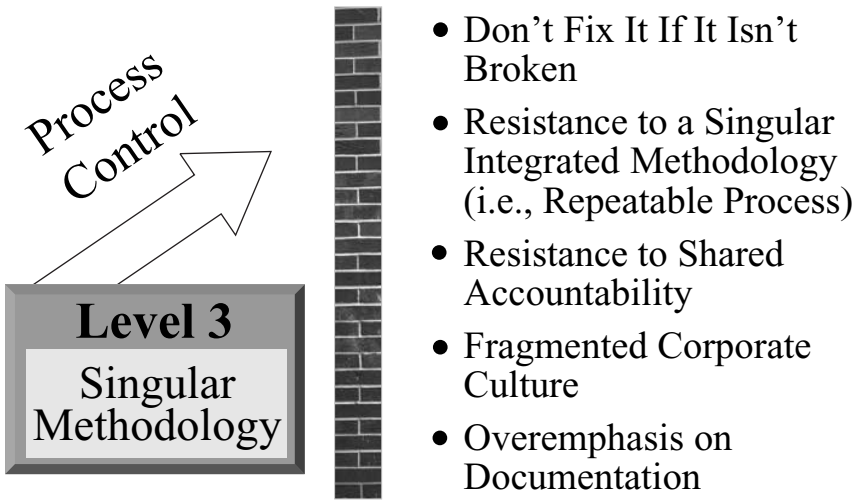 Process
Control
Level 3
Singular
Methodology
• Don’t Fix It If It Isn’t
Broken
• Resistance to a Singular
Integrated Methodology
(i.e., Repeatable Process)
• Resistance to Shared
Accountability
• Fragmented Corporate
Culture
• Overemphasis on
Documentation